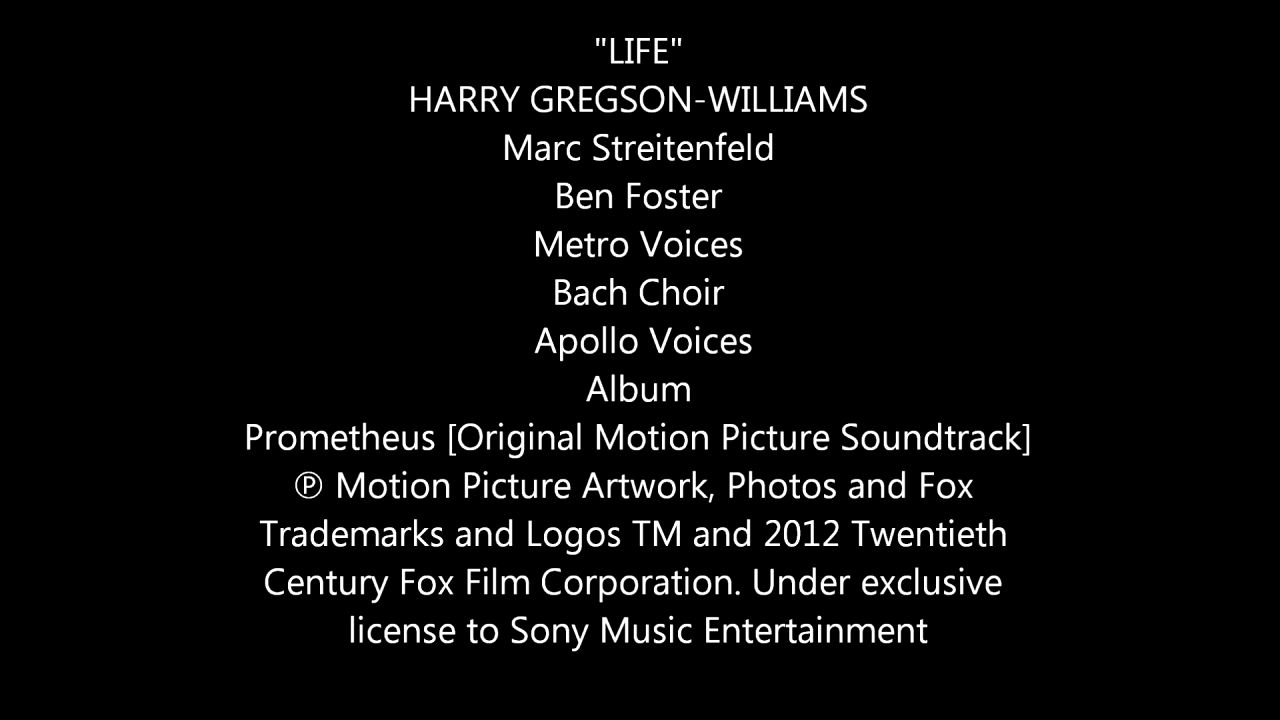 "LIFE"
HARRY GREGSON-WILLIAMS
Marc Streitenfeld
Ben Foster
Metro Voices
Bach Choir
Apollo Voices
Album
Prometheus [Original Motion Picture Soundtrack]
℗ Motion Picture Artwork, Photos and Fox
Trademarks and Logos TM and 2012 Twentieth
Century Fox Film Corporation. Under exclusive
license to Sony Music Entertainment